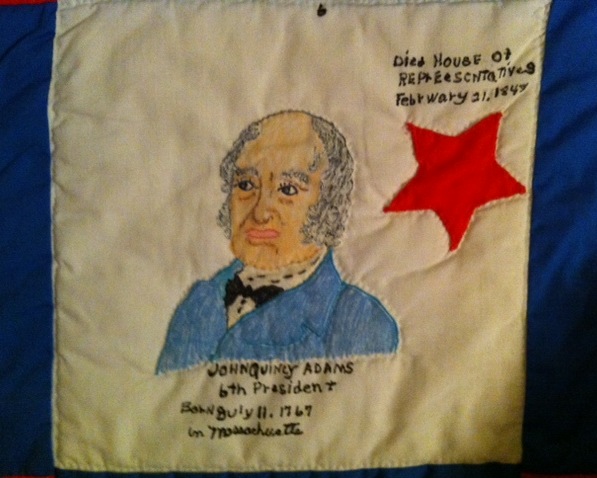 6
Died House of
Representatives
February 21, 1848
John Quincy Adams
6th President
Born July 11, 1767
in Massachusetts